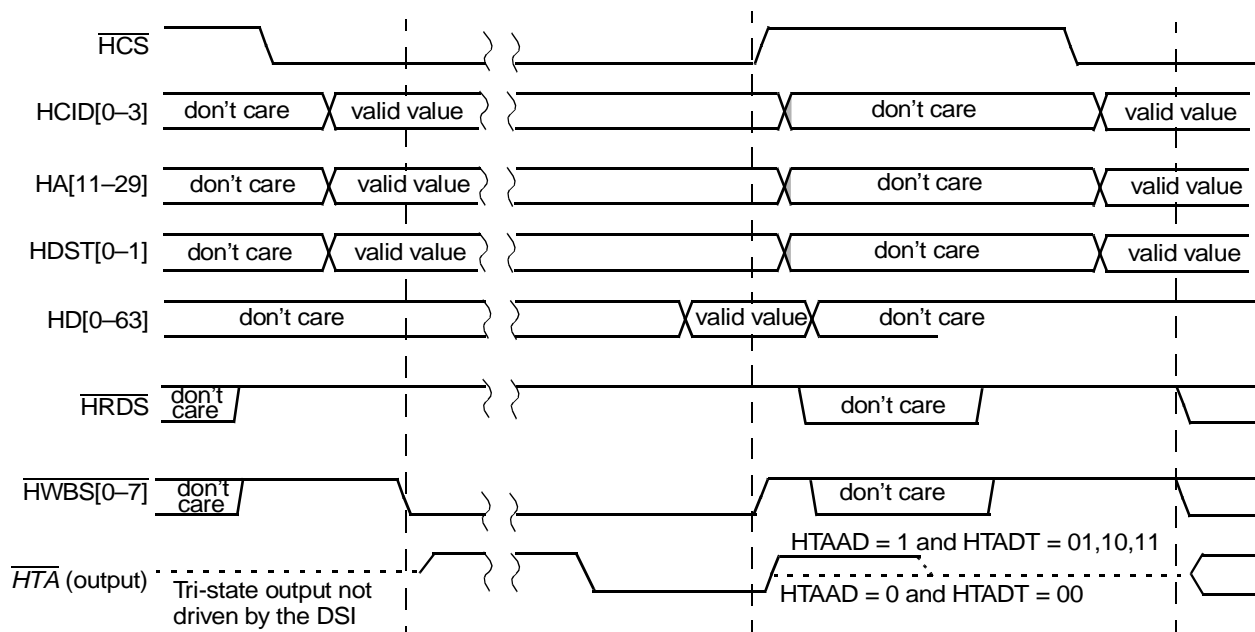 HCS
HCID[0–3] don't care valid value don't care valid value
HA[11–29] don't care valid value don't care valid value
HDST[0–1] don't care valid value don't care valid value
HD[0–63] don't care valid value don't care
HRDS don't care don't care
HWBS[0–7] don't care don't care
HTAAD = 1 and HTADT = 01,10,11
HTA (output)
Tri-state output not
driven by the DSI
HTAAD = 0 and HTADT = 00